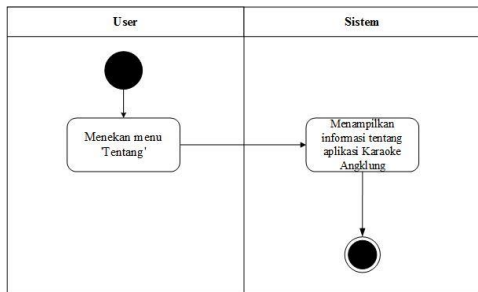 User
Sistem
Menekan menu
'Tentang'
Menampilkan
informasi tentang
aplikasi Karaoke
Angklung